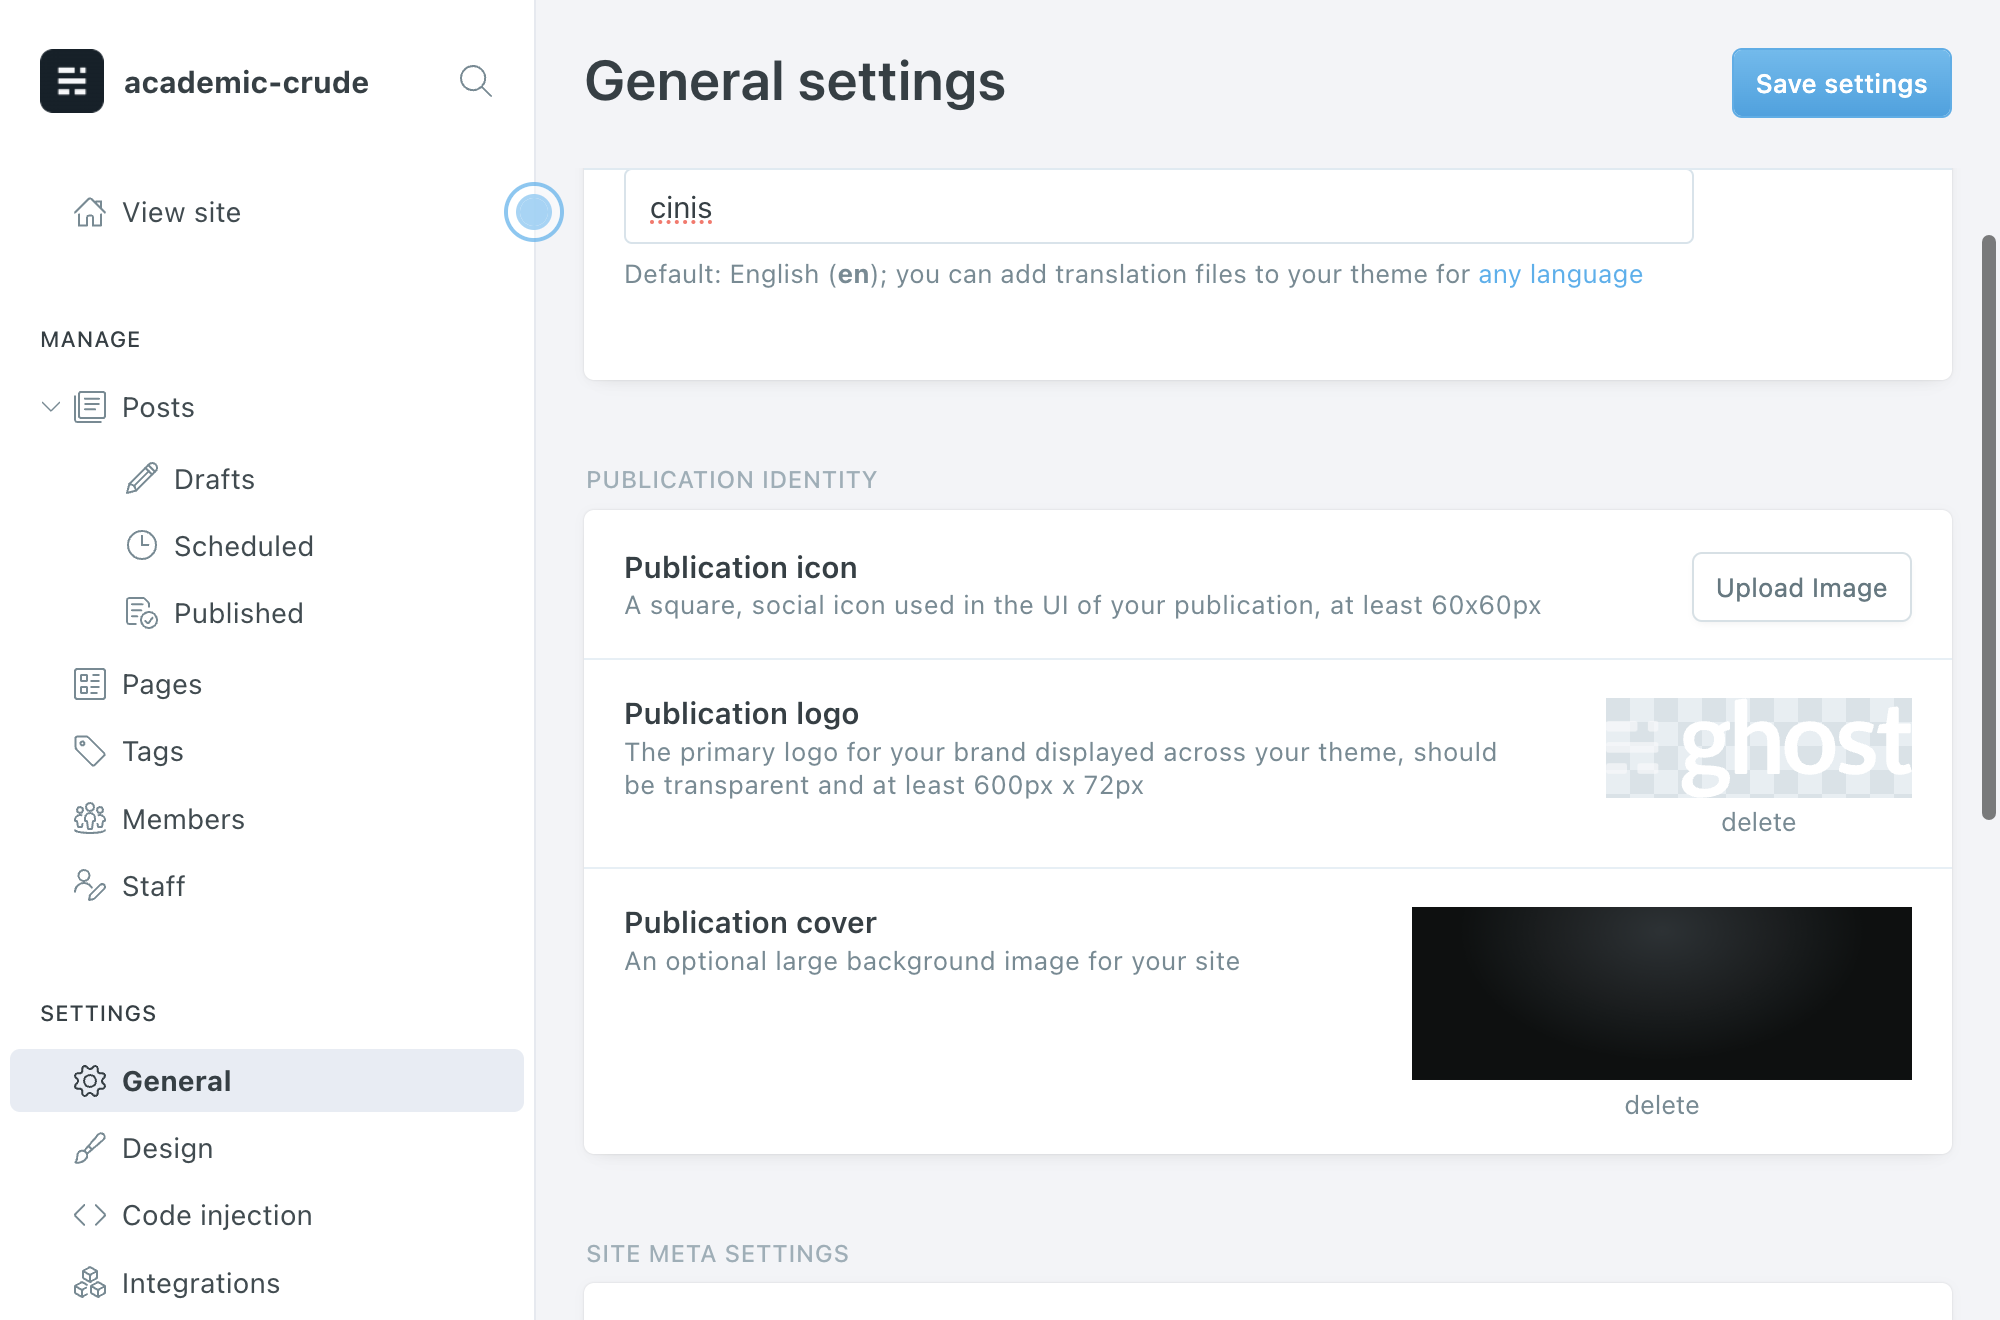 academic-crude
View site
MANAGE
Posts
Drafts
Scheduled
Published
Pages
Tags
Members
Staff
SETTINGS
General
Design
Code injection
Integrations
General settings
Save settings
cinis
Default: English (en); you can add translation files to your theme for any language
PUBLICATION IDENTITY
Publication icon
A square, social icon used in the UI of your publication, at least 60x60px
Upload Image
Publication logo
The primary logo for your brand displayed across your theme, should
be transparent and at least 600px x 72px
ghost
delete
Publication cover
An optional large background image for your site
delete
SITE META SETTINGS